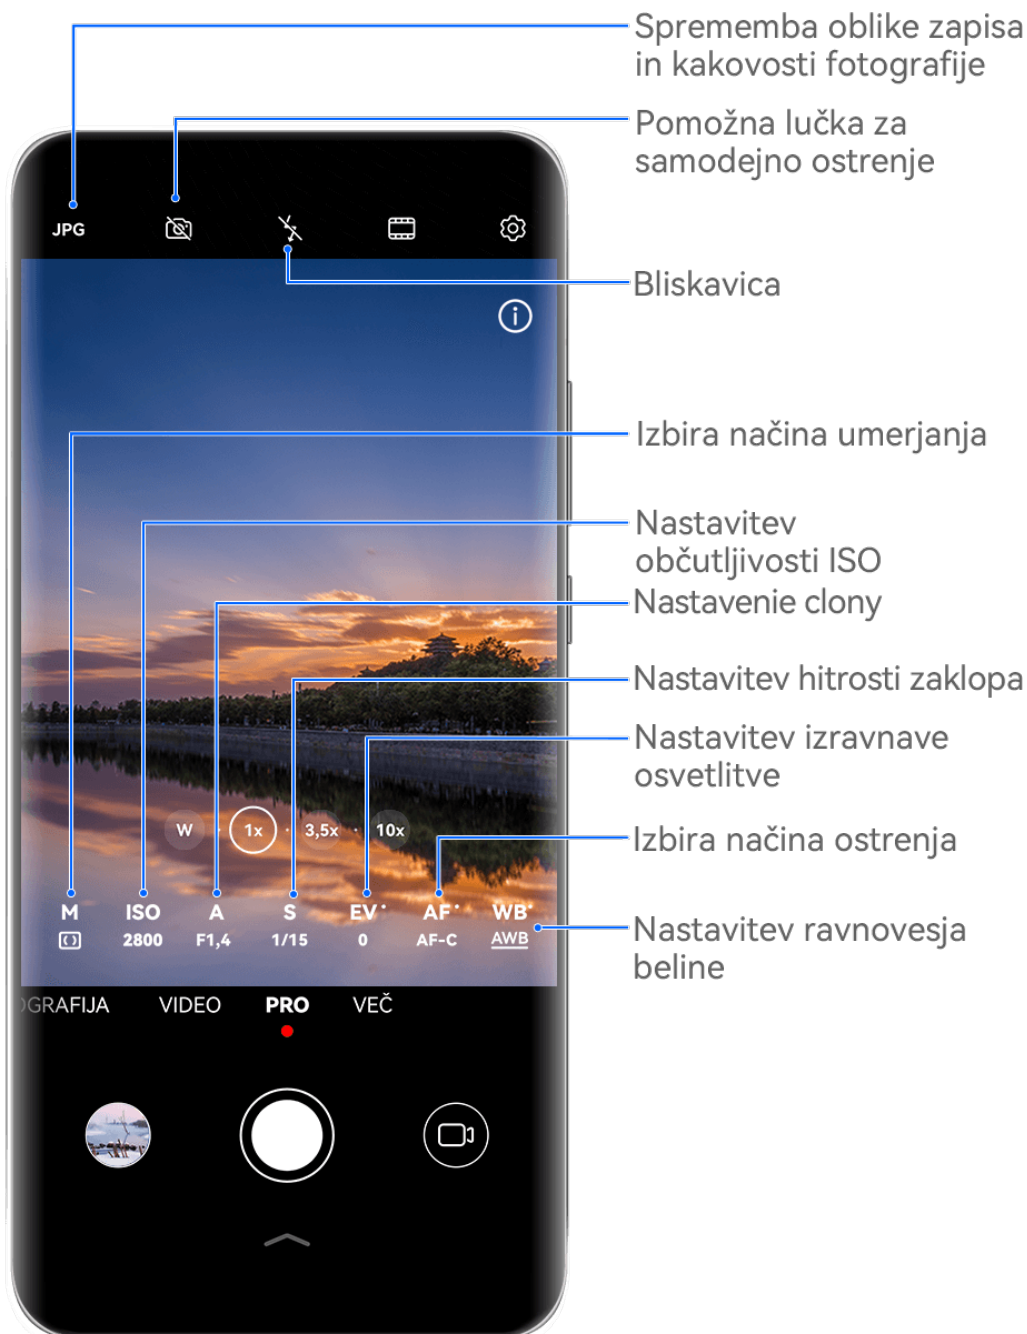 Sprememba oblike zapisa
in kakovosti fotografije
Pomožna lučka za
samodejno ostrenje
JPG
Bliskavica
Izbira načina umerjanja
Nastavitev
občutljivosti ISO
Nastavenie clony
Nastavitev hitrosti zaklopa
Nastavitev izravnave
osvetlitve
W 1x 3,5x 10x
Izbira načina ostrenja
M ISO A S EV AF WB
2800 F1,4 1/15 0 AF-C AWB
Nastavitev ravnovesja
beline
OGRAFIJA VIDEO PRO VEČ